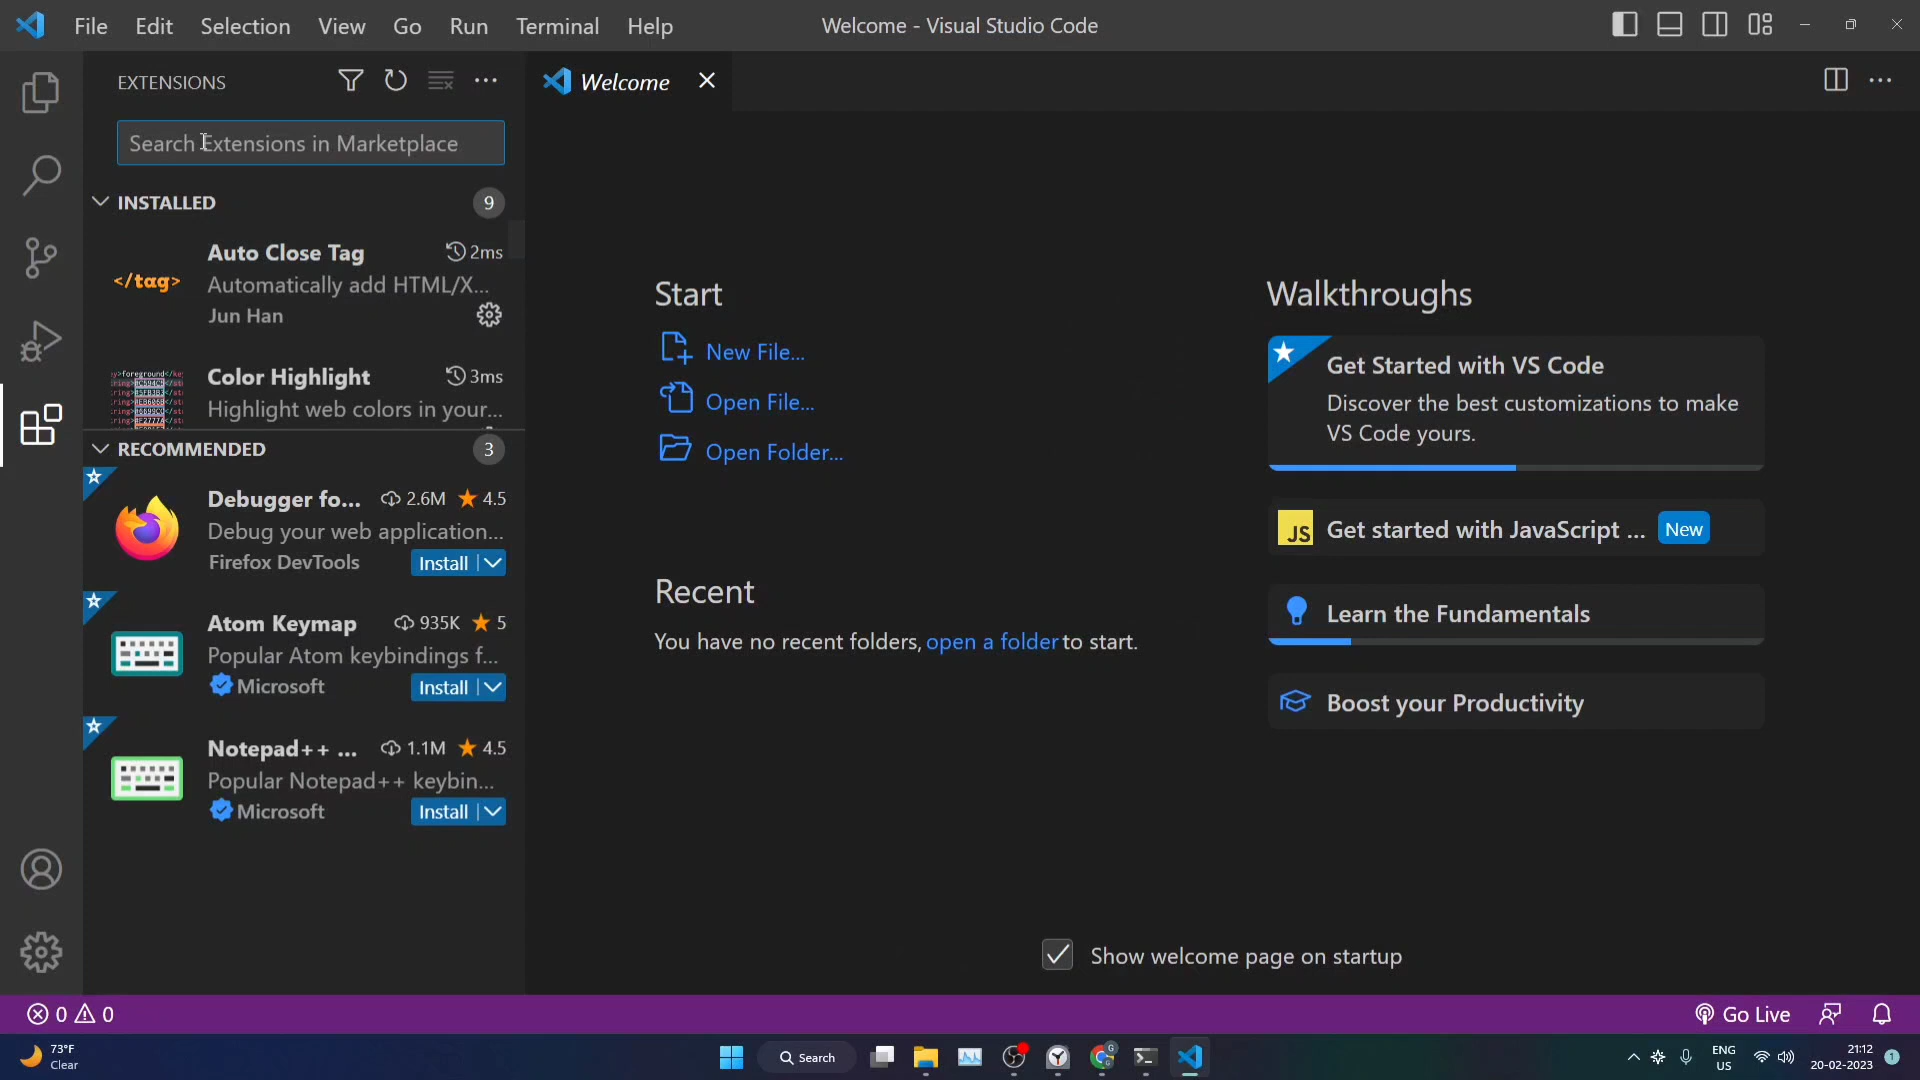 File Edit Selection View Go Run Terminal Help
Welcome - Visual Studio Code
EXTENSIONS
Welcome
Search Extensions in Marketplace
INSTALLED 9
</tag>
Auto Close Tag 2ms
Automatically add HTML/X...
Jun Han
Color Highlight 3ms
Highlight web colors in your...
RECOMMENDED 3
Debugger fo... 2.6M 4.5
Debug your web application...
Firefox DevTools Install
Atom Keymap 935K 5
Popular Atom keybindings f...
Microsoft Install
Notepad++ ... 1.1M 4.5
Popular Notepad++ keybin...
Microsoft Install
Start
New File...
Open File...
Open Folder...
Recent
You have no recent folders, open a folder to start.
Walkthroughs
Get Started with VS Code
Discover the best customizations to make
VS Code yours.
JS Get started with JavaScript ... New
Learn the Fundamentals
Boost your Productivity
Show welcome page on startup
0 0
Go Live
73°F
Clear
Search
G
ENG
US
21:12
20-02-2023
1